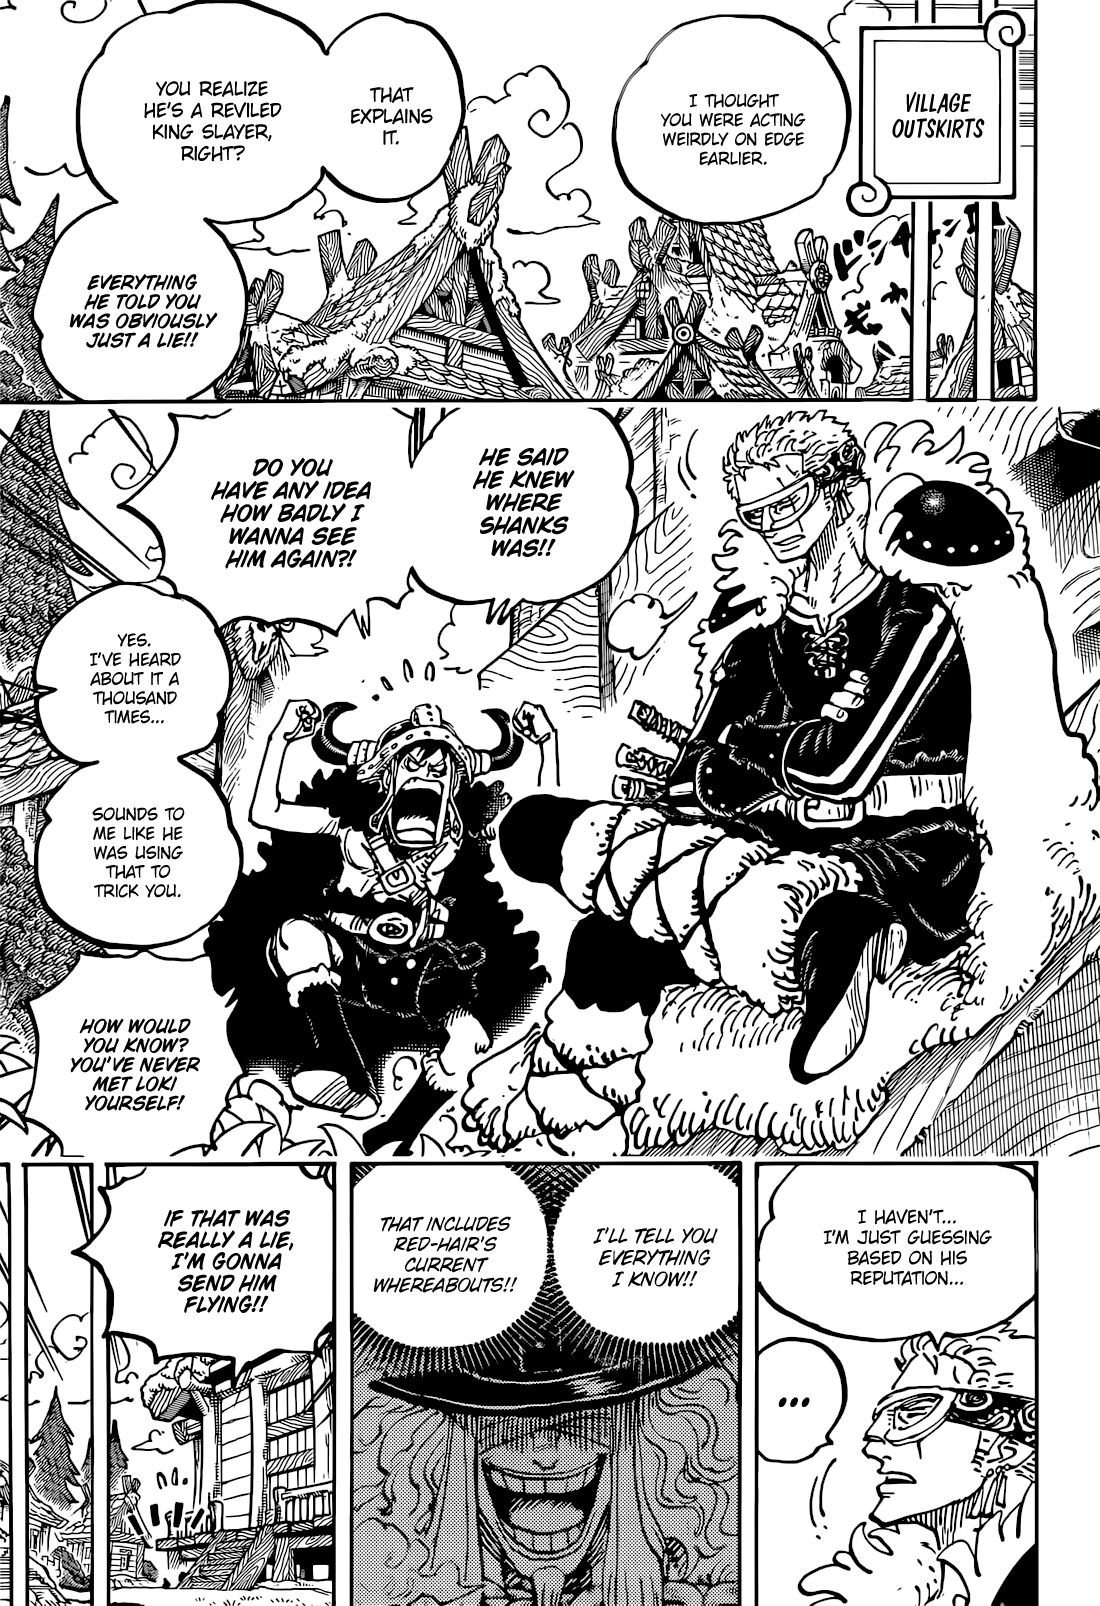 VILLAGE
OUTSKIRTS
I THOUGHT
YOU WERE ACTING
WEIRDLY ON EDGE
EARLIER.
THAT
EXPLAINS
IT.
YOU REALIZE
HE'S A REVILED
KING SLAYER,
RIGHT?
EVERYTHING
HE TOLD YOU
WAS OBVIOUSLY
JUST A LIE!!
HE SAID
HE KNEW
WHERE
SHANKS
WAS!!
DO YOU
HAVE ANY IDEA
HOW BADLY I
WANNA SEE
HIM AGAIN?!
YES.
I'VE HEARD
ABOUT IT A
THOUSAND
TIMES...
SOUNDS TO
ME LIKE HE
WAS USING
THAT TO
TRICK YOU.
HOW WOULD
YOU KNOW?
YOU'VE NEVER
MET LOKI
YOURSELF!
I HAVEN'T...
I'M JUST GUESSING
BASED ON HIS
REPUTATION...
...
I'LL TELL YOU
EVERYTHING
I KNOW!!
THAT INCLUDES
RED-HAIR'S
CURRENT
WHEREABOUTS!!
IF THAT WAS
REALLY A LIE,
I'M GONNA
SEND HIM
FLYING!!